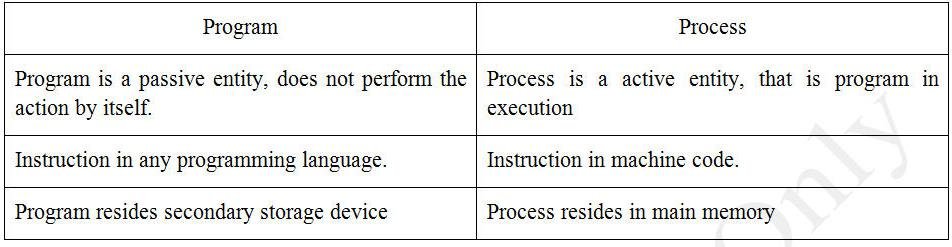 Program
Process
Program is a passive entity, does not perform the
action by itself.
Process is a active entity, that is program in
execution
Instruction in any programming language.
Instruction in machine code.
Program resides secondary storage device
Process resides in main memory
Only